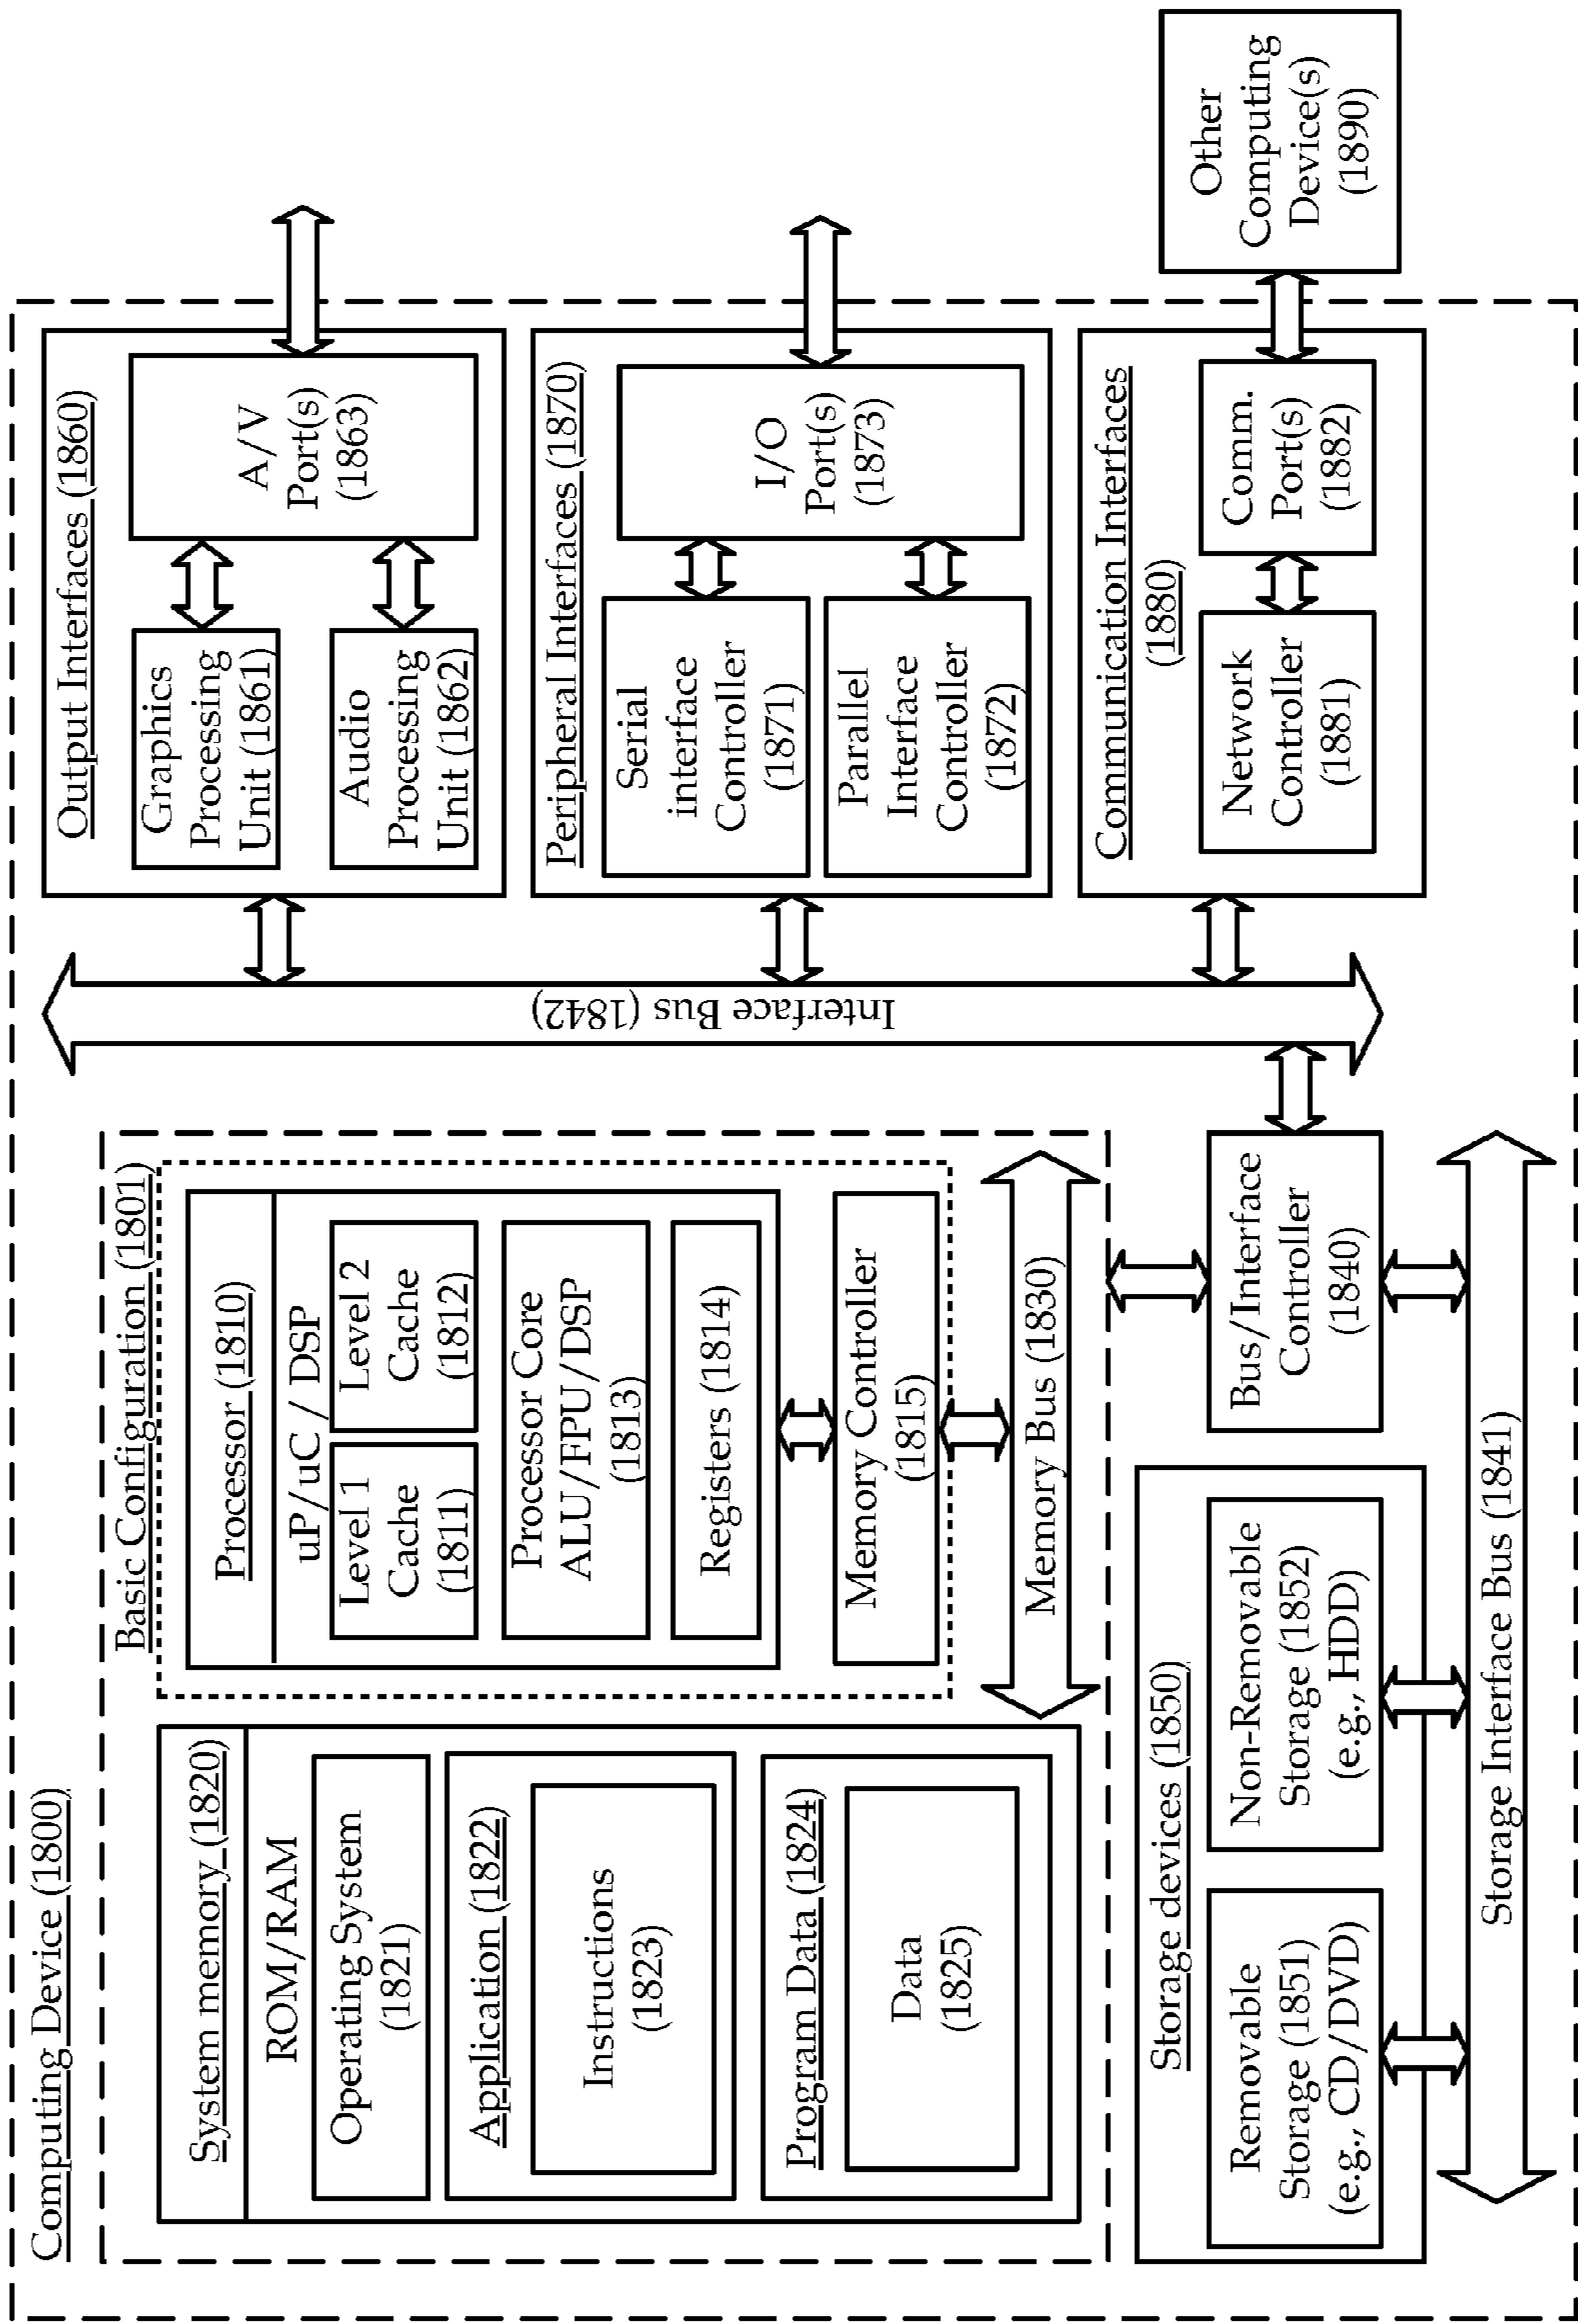 Computing Device (1800)
Basic Configuration (1801)
System memory (1820)
ROM/RAM
Operating System
(1821)
Application (1822)
Instructions
(1823)
Program Data (1824)
Data
(1825)
Processor (1810)
uP/uC / DSP
Level 1
Cache
(1811)
Level 2
Cache
(1812)
Processor Core
ALU/FPU/DSP
(1813)
Registers (1814)
Memory Controller
(1815)
Memory Bus (1830)
Storage devices (1850)
Removable
Storage (1851)
(e.g., CD/DVD)
Non-Removable
Storage (1852)
(e.g., HDD)
Bus/Interface
Controller
(1840)
Storage Interface Bus (1841)
Interface Bus (1842)
Output Interfaces (1860)
Graphics
Processing
Unit (1861)
Audio
Processing
Unit (1862)
A/V
Port(s)
(1863)
Peripheral Interfaces (1870)
Serial
interface
Controller
(1871)
Parallel
Interface
Controller
(1872)
I/O
Port(s)
(1873)
Communication Interfaces
(1880)
Network
Controller
(1881)
Comm.
Port(s)
(1882)
Other
Computing
Device(s)
(1890)